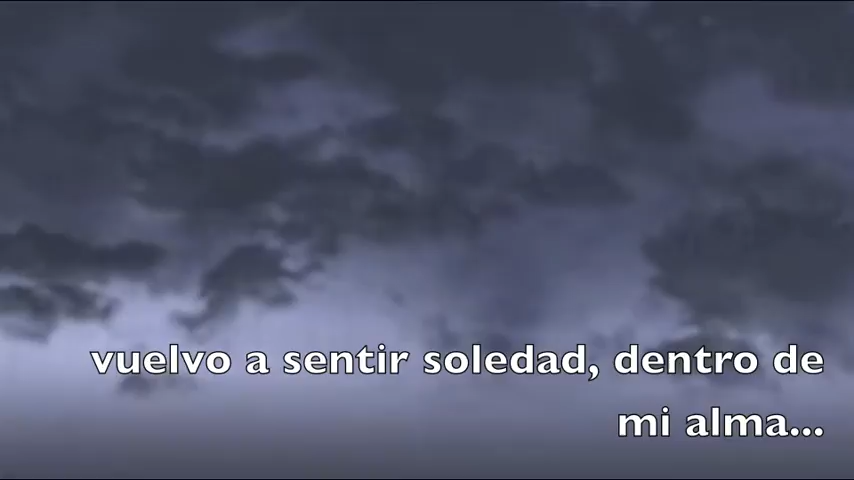 vuelvo a sentir soledad, dentro de
mi alma...